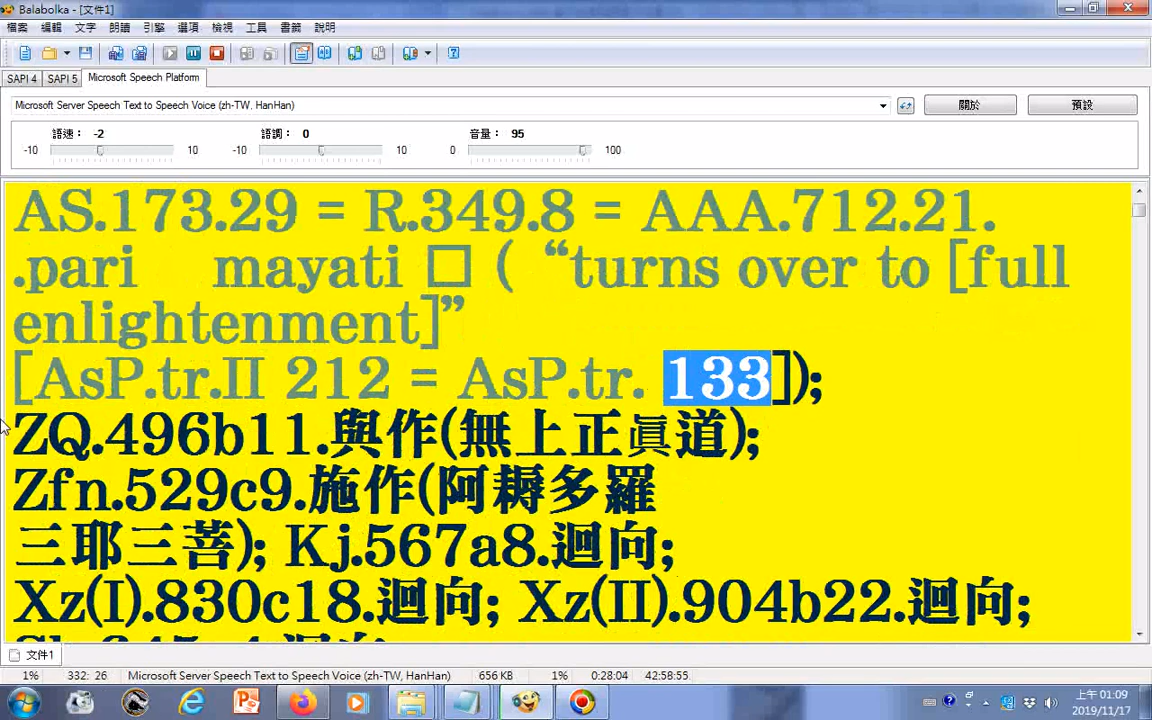 Balabolka - [文件1]
檔案 編輯 文字 朗讀 引擎 選項 檢視 工具 書籤 說明
SAPI 4 SAPI 5 Microsoft Speech Platform
Microsoft Server Speech Text to Speech Voice (zh-TW, HanHan) 關於 預設
語速： -2 語調： 0 音量： 95
-10 10 -10 10 0 100
AS.173.29 = R.349.8 = AAA.712.21.
.pari mayati □ ( “turns over to [full
enlightenment]”
[AsP.tr.II 212 = AsP.tr. 133]);
ZQ.496b11.與作(無上正眞道);
Zfn.529c9.施作(阿耨多羅
三耶三菩); Kj.567a8.迴向;
Xz(I).830c18.迴向; Xz(II).904b22.迴向;
文件1
1% 332: 26 Microsoft Server Speech Text to Speech Voice (zh-TW, HanHan) 656 KB 1% 0:28:04 42:58:55.
上午 01:09
2019/11/17